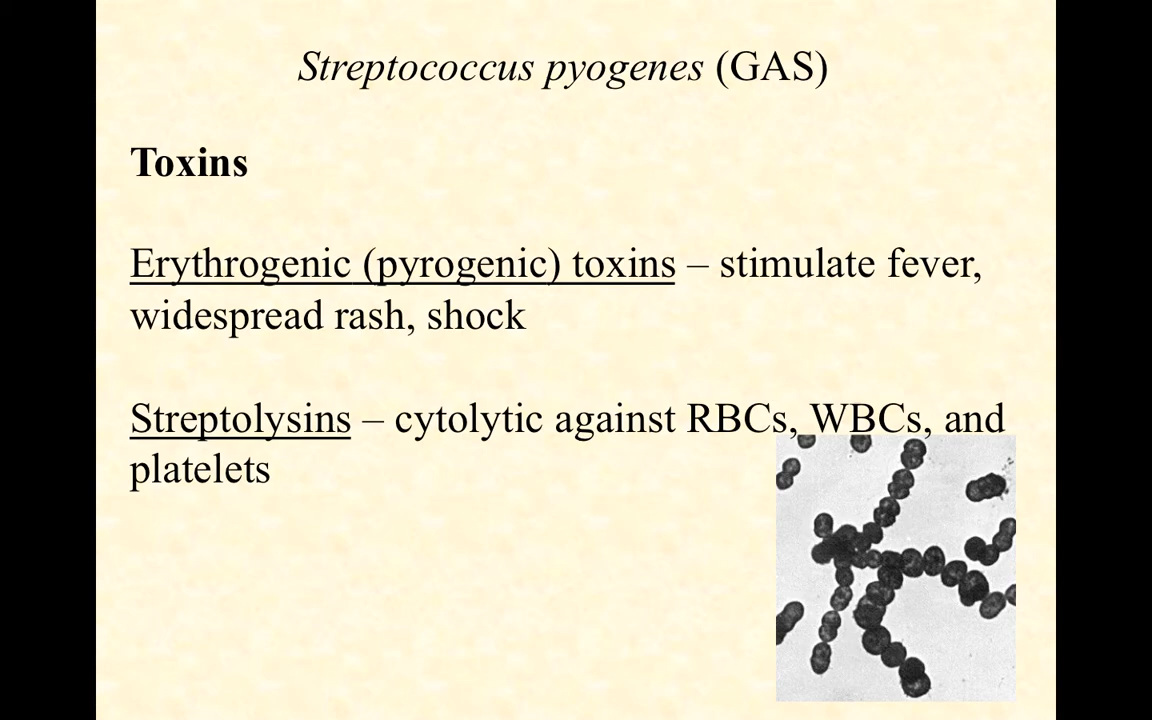 Streptococcus pyogenes (GAS)
Toxins
Erythrogenic (pyrogenic) toxins – stimulate fever,
widespread rash, shock
Streptolysins – cytolytic against RBCs, WBCs, and
platelets